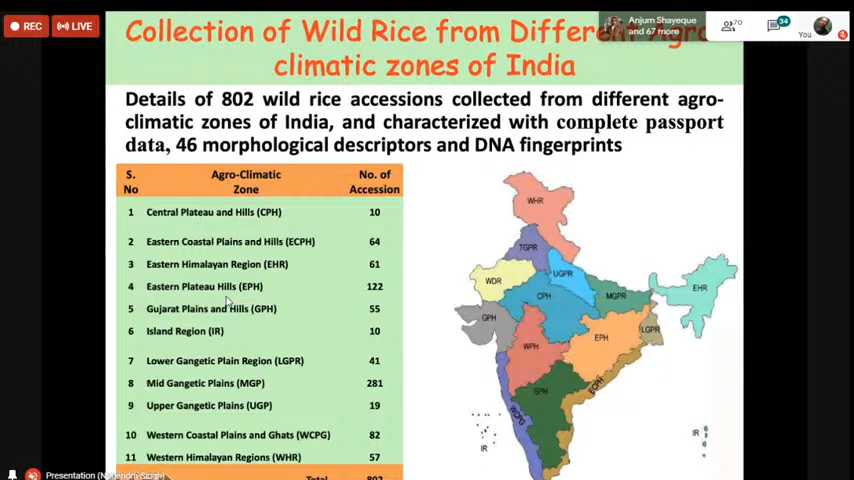 REC
LIVE
Anjum Shayeque
and 67 more
70
34
You
Collection of Wild Rice from Different Agro
climatic zones of India
Details of 802 wild rice accessions collected from different agro-
climatic zones of India, and characterized with complete passport
data, 46 morphological descriptors and DNA fingerprints
S. No Agro-Climatic Zone No. of Accession
1 Central Plateau and Hills (CPH) 10
2 Eastern Coastal Plains and Hills (ECPH) 64
3 Eastern Himalayan Region (EHR) 61
4 Eastern Plateau Hills (EPH) 122
5 Gujarat Plains and Hills (GPH) 55
6 Island Region (IR) 10
7 Lower Gangetic Plain Region (LGPR) 41
8 Mid Gangetic Plains (MGP) 281
9 Upper Gangetic Plains (UGP) 19
10 Western Coastal Plains and Ghats (WCPG) 82
11 Western Himalayan Regions (WHR) 57
Total 802
WHR
TGPR
UGPR
WDR
EHR
CPH
MGPR
GPH
LGPR
EPH
WPH
ECPH
SPH
WCPG
IR
IR
Presentation (Nagendra Singh)